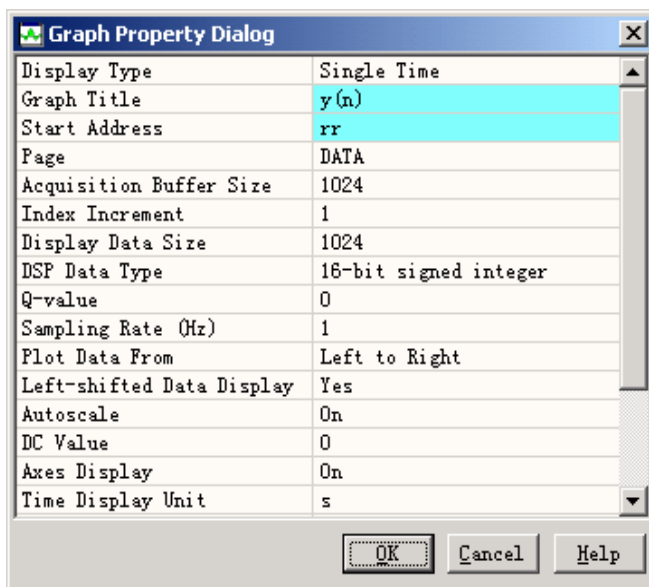 Graph Property Dialog
Display Type Single Time
Graph Title y(n)
Start Address rr
Page DATA
Acquisition Buffer Size 1024
Index Increment 1
Display Data Size 1024
DSP Data Type 16-bit signed integer
Q-value 0
Sampling Rate (Hz) 1
Plot Data From Left to Right
Left-shifted Data Display Yes
Autoscale On
DC Value 0
Axes Display On
Time Display Unit s
OK Cancel Help